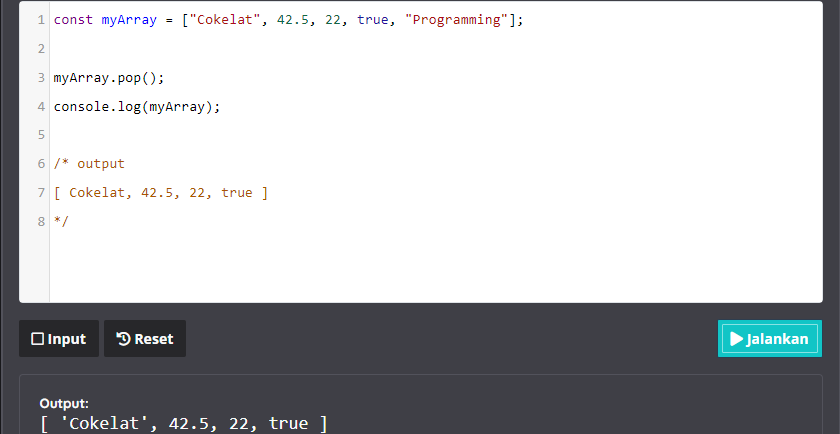 1 const myArray = ["Cokelat", 42.5, 22, true, "Programming"];
2
3 myArray.pop();
4 console.log(myArray);
5
6 /* output
7 [ Cokelat, 42.5, 22, true ]
8 */
Input Reset Jalankan
Output:
[ 'Cokelat', 42.5, 22, true ]